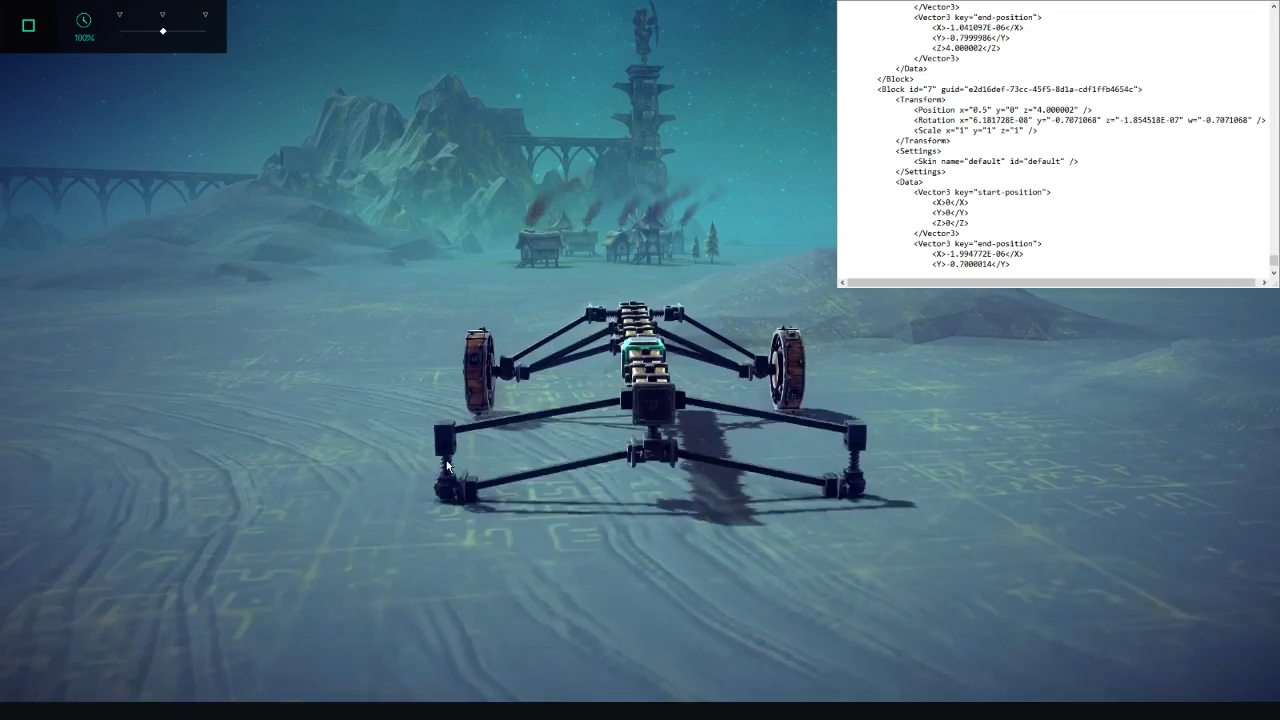 100%
</Vector3>
<Vector3 key="end-position">
<X>-1.041097E-06</X>
<Y>-0.7999986</Y>
<Z>4.000002</Z>
</Vector3>
</Data>
</Block>
<Block id="7" guid="e2d16def-73cc-45f5-8d1a-cdf1ffb4654c">
<Transform>
<Position x="0.5" y="0" z="4.000002" />
<Rotation x="6.181728E-08" y="-0.7071068" z="-1.854518E-07" w="-0.7071068" />
<Scale x="1" y="1" z="1" />
</Transform>
<Settings>
<Skin name="default" id="default" />
</Settings>
<Data>
<Vector3 key="start-position">
<X>0</X>
<Y>0</Y>
<Z>0</Z>
</Vector3>
<Vector3 key="end-position">
<X>-1.994772E-06</X>
<Y>-0.7000014</Y>